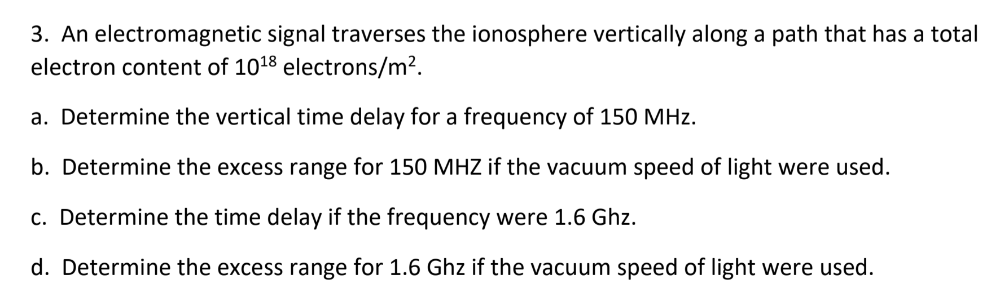 3. An electromagnetic signal traverses the ionosphere vertically along a path that has a total
electron content of 10¹⁸ electrons/m².
a. Determine the vertical time delay for a frequency of 150 MHz.
b. Determine the excess range for 150 MHZ if the vacuum speed of light were used.
c. Determine the time delay if the frequency were 1.6 Ghz.
d. Determine the excess range for 1.6 Ghz if the vacuum speed of light were used.